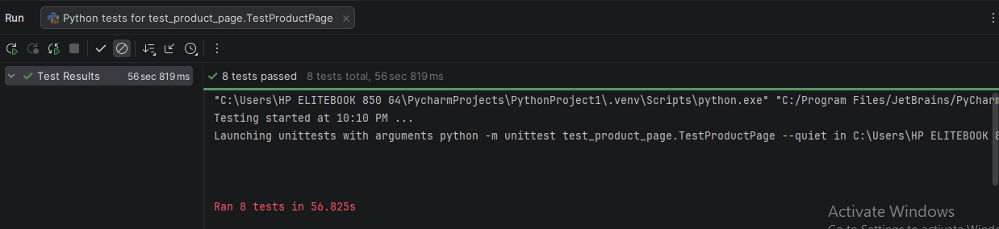 Run
Python tests for test_product_page.TestProductPage
Test Results 56 sec 819 ms
8 tests passed 8 tests total, 56 sec 819 ms
"C:\Users\HP ELITEBOOK 850 G4\PycharmProjects\PythonProject1\.venv\Scripts\python.exe" "C:/Program Files/JetBrains/PyCharm
Testing started at 10:10 PM ...
Launching unittests with arguments python -m unittest test_product_page.TestProductPage --quiet in C:\Users\HP ELITEBOOK 8
Ran 8 tests in 56.825s
Activate Windows
Go to Settings to activate Wind